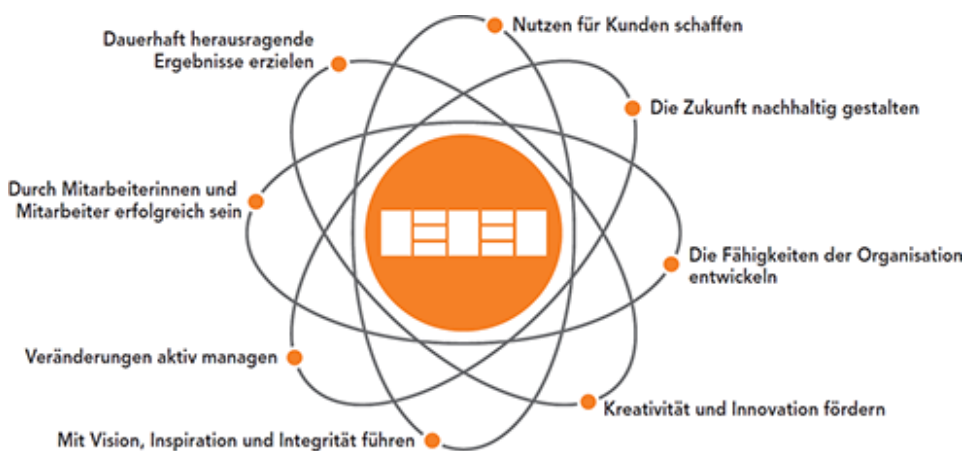 Nutzen für Kunden schaffen
Die Zukunft nachhaltig gestalten
Die Fähigkeiten der Organisation
entwickeln
Kreativität und Innovation fördern
Mit Vision, Inspiration und Integrität führen
Veränderungen aktiv managen
Durch Mitarbeiterinnen und
Mitarbeiter erfolgreich sein
Dauerhaft herausragende
Ergebnisse erzielen